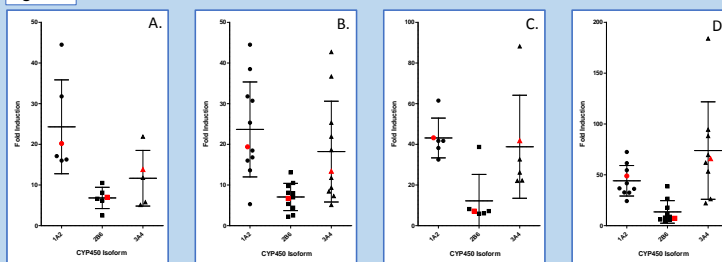 A.
50
40
30
20
10
0
Fold Induction
1A2
2B6
3A4
CYP450 Isoform
B.
50
40
30
20
10
0
Fold Induction
1A2
2B6
3A4
CYP450 Isoform
C.
100
80
60
40
20
0
Fold Induction
1A2
2B6
3A4
CYP450 Isoform
D
200
150
100
50
0
Fold Induction
1A2
2B6
3A4
CYP450 Isoform